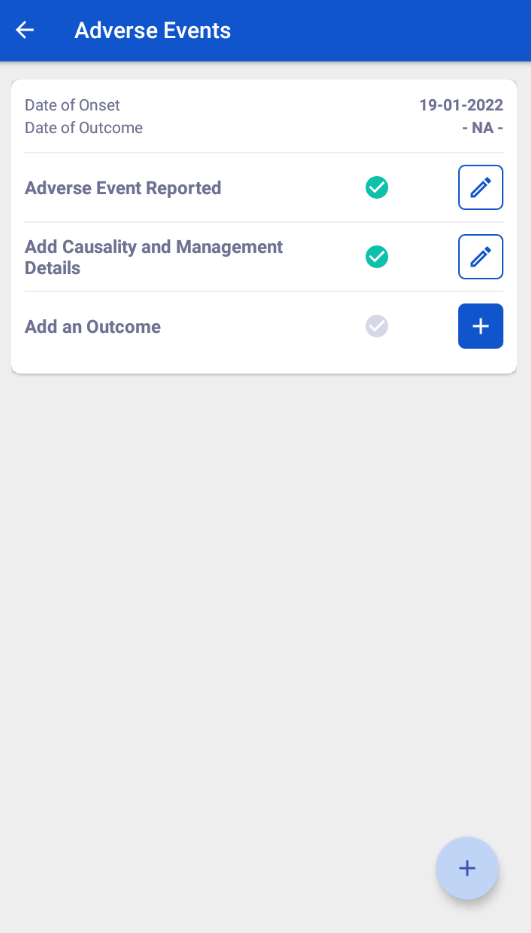 Adverse Events
Date of Onset 19-01-2022
Date of Outcome - NA -
Adverse Event Reported
Add Causality and Management
Details
Add an Outcome